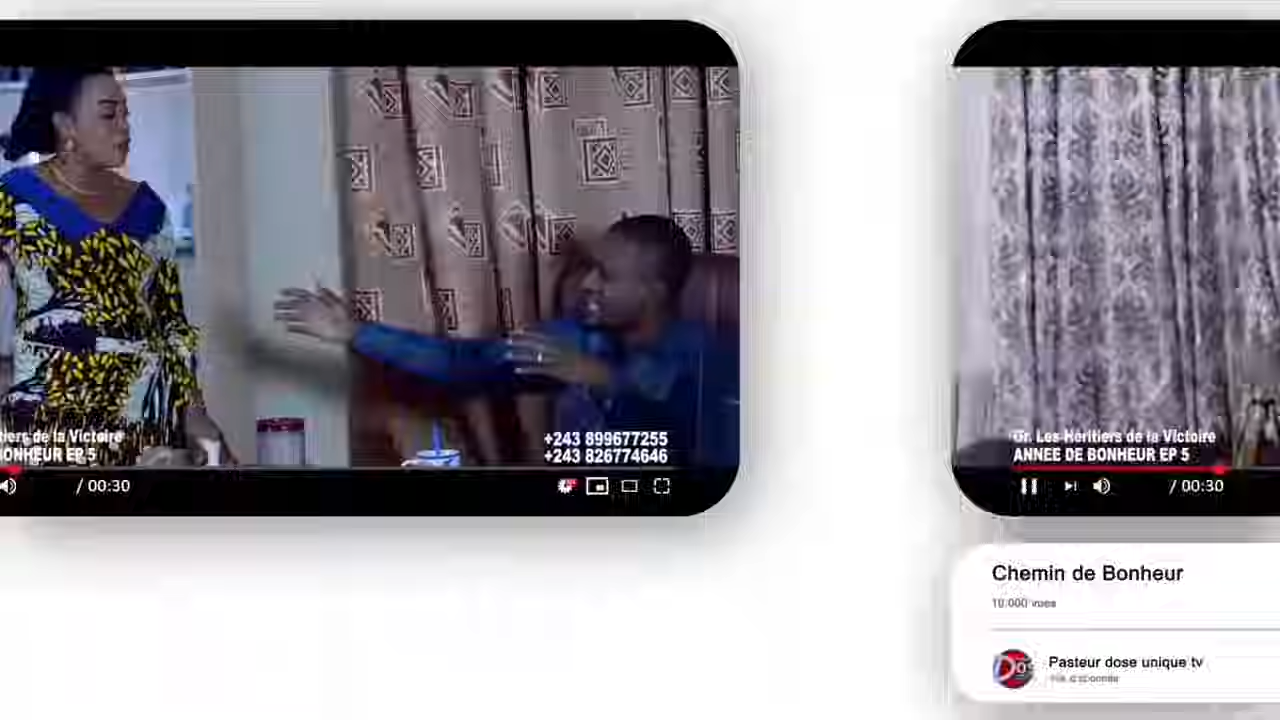 tiers de la Victoire
ONHEUR EP 5
+243 899677255
+243 826774646
/ 00:30
Gr. Les Héritiers de la Victoire
ANNEE DE BONHEUR EP 5
/ 00:30
Chemin de Bonheur
10.000 vues
Pasteur dose unique tv